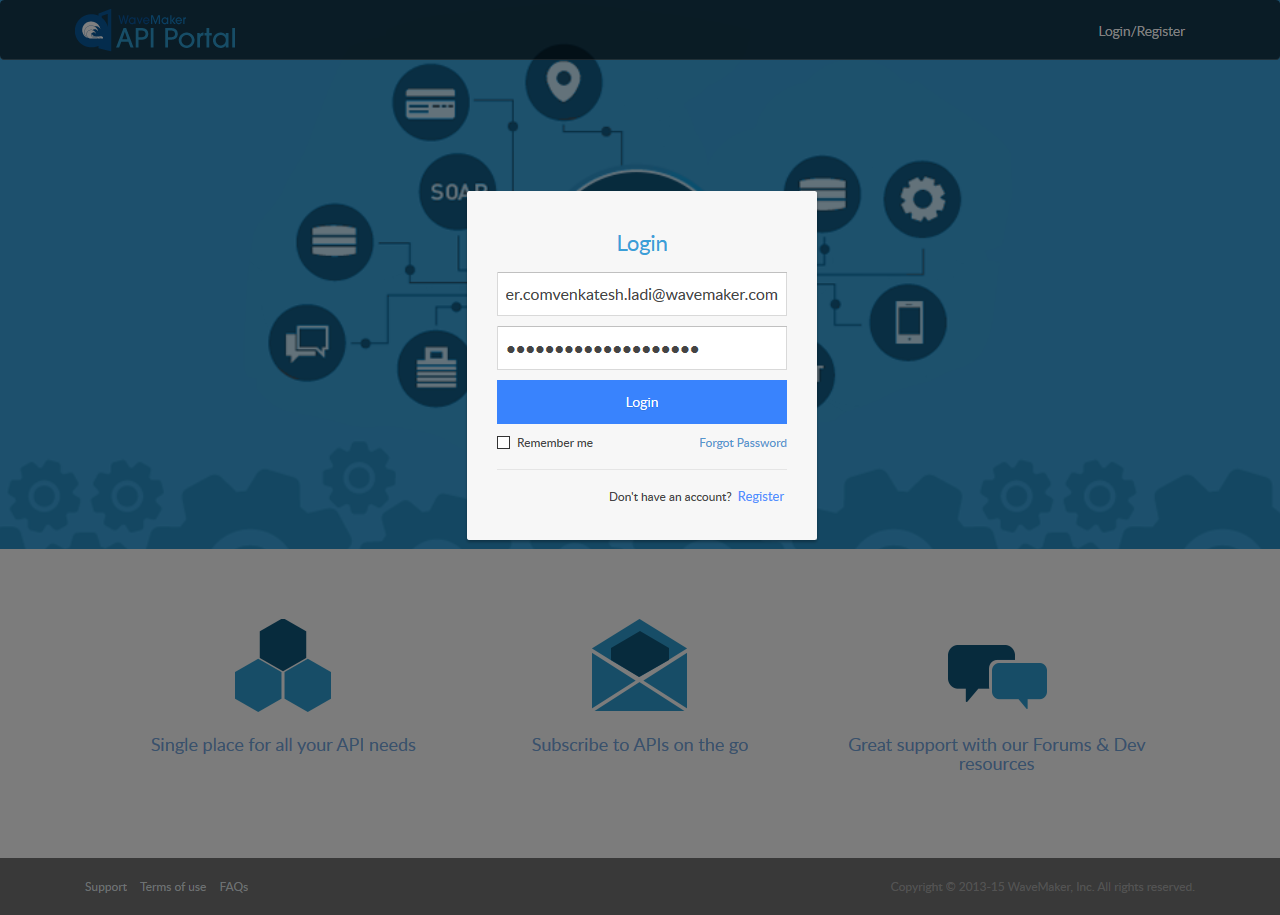 WaveMaker
API Portal
Login/Register
SOAP
Login
er.comvenkatesh.ladi@wavemaker.com
●●●●●●●●●●●●●●●●●●●●
Login
Remember me
Forgot Password
Don't have an account? Register
Single place for all your API needs
Subscribe to APIs on the go
Great support with our Forums & Dev
resources
Support Terms of use FAQs
Copyright © 2013-15 WaveMaker, Inc. All rights reserved.